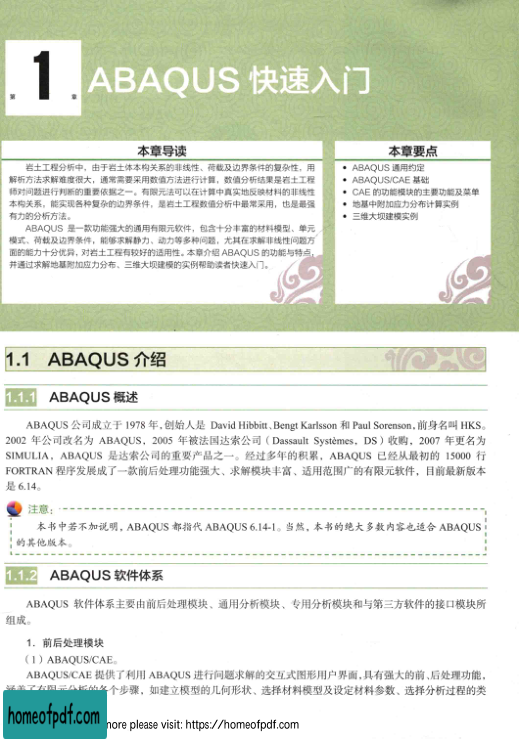 第 1 章 ABAQUS 快速入门
本章导读
岩土工程分析中，由于岩土体本构关系的非线性、荷载及边界条件的复杂性，用
解析方法求解难度很大，通常需要采用数值方法进行计算，数值分析结果是岩土工程
师对问题进行判断的重要依据之一。有限元法可以在计算中真实地反映材料的非线性
本构关系，能实现各种复杂的边界条件，是岩土工程数值分析中最常采用，也是最强
有力的分析方法。
ABAQUS 是一款功能强大的通用有限元软件，包含十分丰富的材料模型、单元
模式、荷载及边界条件，能够求解静力、动力等多种问题，尤其在求解非线性问题方
面的能力十分优异，对岩土工程有较好的适用性。本章介绍 ABAQUS 的功能与特点，
并通过求解地基附加应力分布、三维大坝建模的实例帮助读者快速入门。
本章要点
• ABAQUS 通用约定
• ABAQUS/CAE 基础
• CAE 的功能模块的主要功能及菜单
• 地基中附加应力分布计算实例
• 三维大坝建模实例
1.1 ABAQUS 介绍
1.1.1 ABAQUS 概述
ABAQUS 公司成立于 1978 年，创始人是 David Hibbitt、Bengt Karlsson 和 Paul Sorenson，前身名叫 HKS。
2002 年公司改名为 ABAQUS，2005 年被法国达索公司（Dassault Systèmes，DS）收购，2007 年更名为
SIMULIA，ABAQUS 是达索公司的重要产品之一。经过多年的积累，ABAQUS 已经从最初的 15000 行
FORTRAN 程序发展成了一款前后处理功能强大、求解模块丰富、适用范围广的有限元软件，目前最新版本
是 6.14。
注意：
本书中若不加说明，ABAQUS 都指代 ABAQUS 6.14-1。当然，本书的绝大多数内容也适合 ABAQUS
的其他版本。
1.1.2 ABAQUS 软件体系
ABAQUS 软件体系主要由前后处理模块、通用分析模块、专用分析模块和与第三方软件的接口模块所
组成。
1．前后处理模块
（1）ABAQUS/CAE。
ABAQUS/CAE 提供了利用 ABAQUS 进行问题求解的交互式图形用户界面，具有强大的前、后处理功能，
涵盖了有限元分析的各个步骤，如建立模型的几何形状、选择材料模型及设定材料参数、选择分析过程的类
homeofpdf.com
more please visit: https://homeofpdf.com